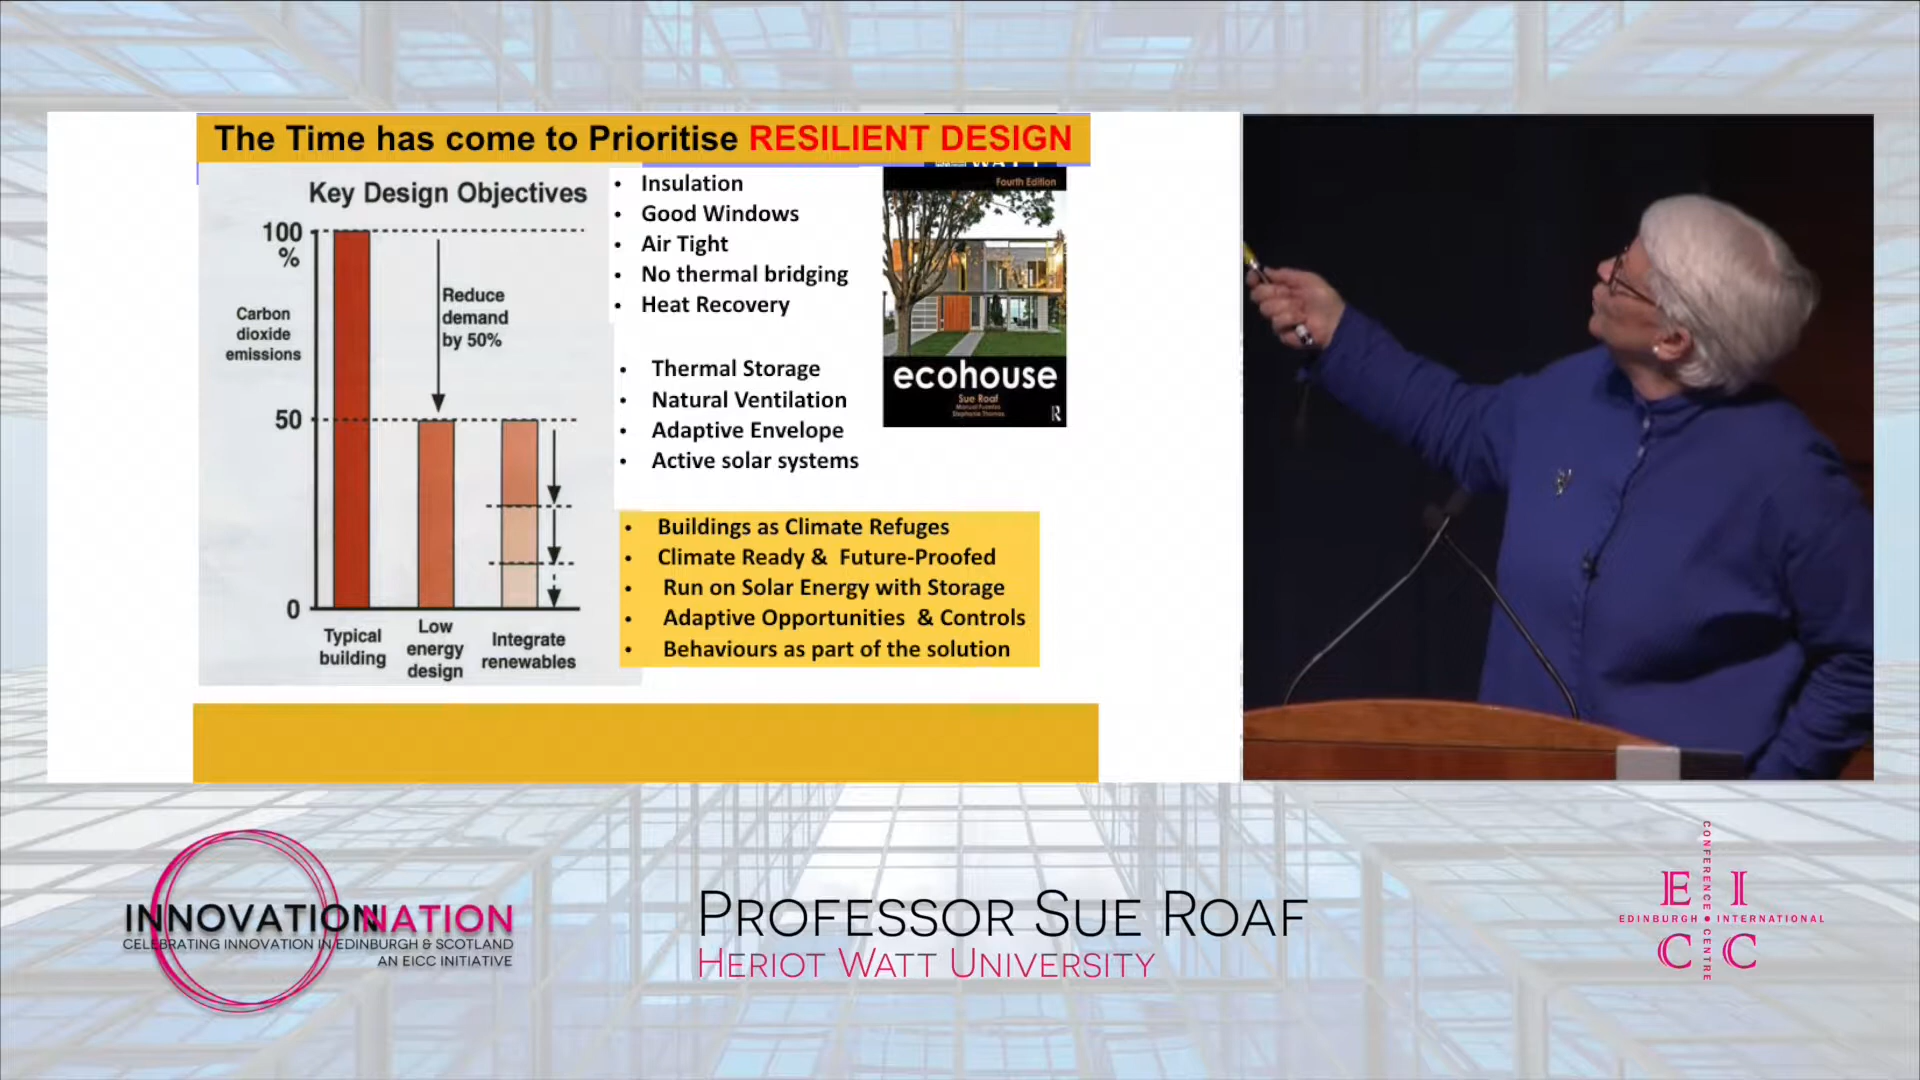 The Time has come to Prioritise RESILIENT DESIGN
Key Design Objectives
100
%
Carbon
dioxide
emissions
Reduce
demand
by 50%
50
0
Typical
building
Low
energy
design
Integrate
renewables
• Insulation
• Good Windows
• Air Tight
• No thermal bridging
• Heat Recovery
• Thermal Storage
• Natural Ventilation
• Adaptive Envelope
• Active solar systems
• Buildings as Climate Refuges
• Climate Ready & Future-Proofed
• Run on Solar Energy with Storage
• Adaptive Opportunities & Controls
• Behaviours as part of the solution
Fourth Edition
ecohouse
Sue Roaf
Manuel Fuentes
Stephanie Thomas
R
INNOVATIONNATION
CELEBRATING INNOVATION IN EDINBURGH & SCOTLAND
AN EICC INITIATIVE
PROFESSOR SUE ROAF
HERIOT WATT UNIVERSITY
E I
EDINBURGH • INTERNATIONAL
C C
CONFERENCE CENTRE